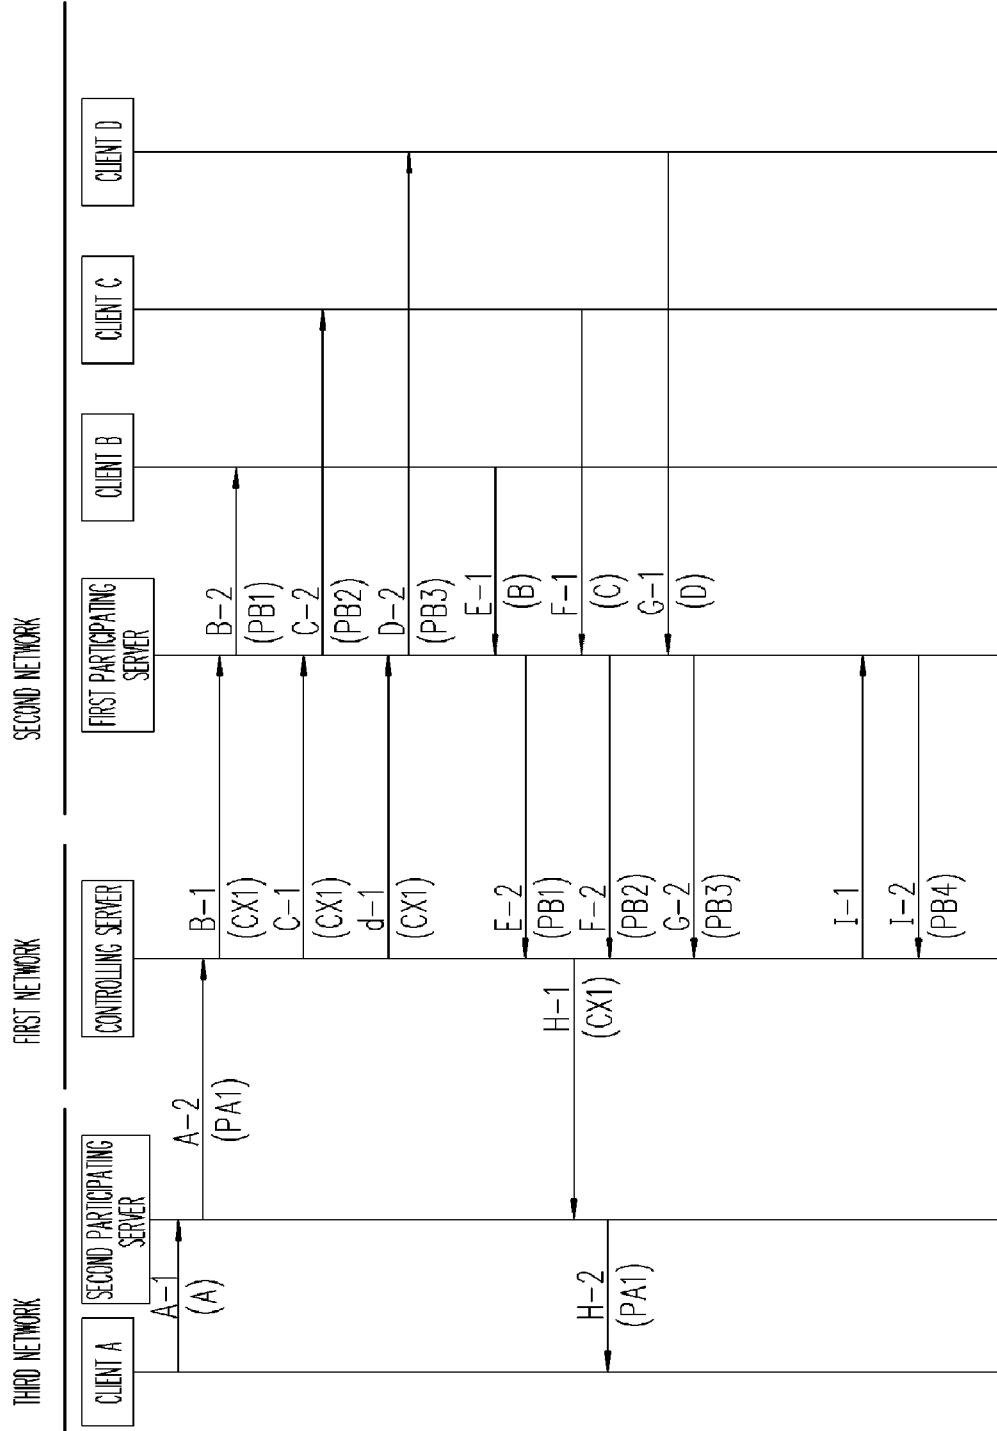 THIRD NETWORK
FIRST NETWORK
SECOND NETWORK
CLIENT A
SECOND PARTICIPATING
SERVER
CONTROLLING SERVER
FIRST PARTICIPATING
SERVER
CLIENT B
CLIENT C
CLIENT D
A-1
(A)
A-2
(PA1)
B-1
(CX1)
B-2
(PB1)
C-1
(CX1)
C-2
(PB2)
d-1
(CX1)
D-2
(PB3)
E-1
(B)
E-2
(PB1)
F-1
(C)
F-2
(PB2)
G-1
(D)
G-2
(PB3)
H-1
(CX1)
H-2
(PA1)
I-1
I-2
(PB4)